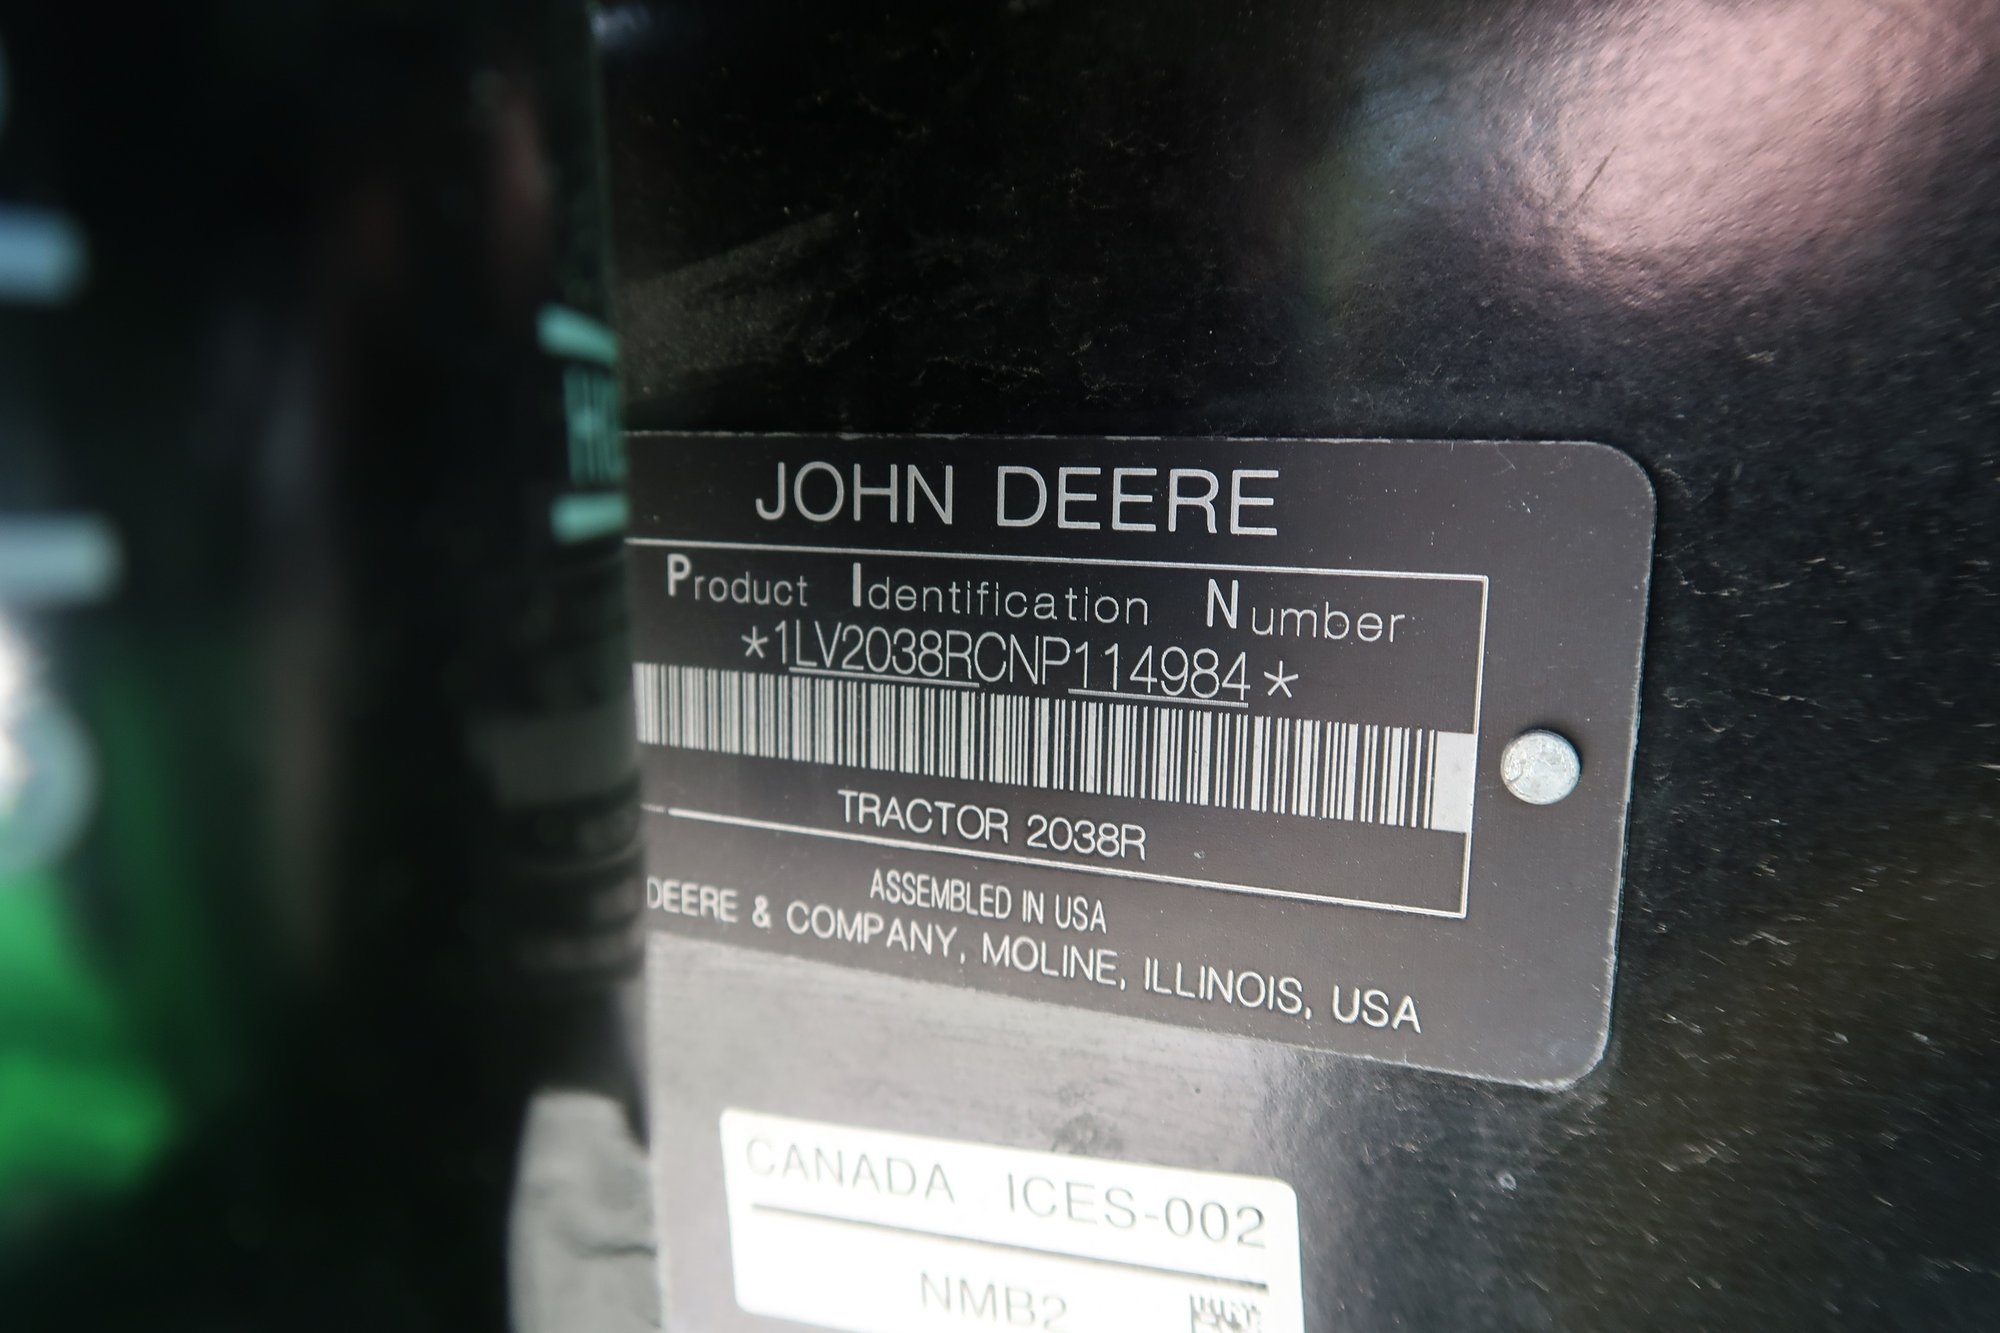 JOHN DEERE
Product Identification Number
*1LV2038RCNP114984*
TRACTOR 2038R
ASSEMBLED IN USA
DEERE & COMPANY, MOLINE, ILLINOIS, USA
CANADA ICES-002
NMB2